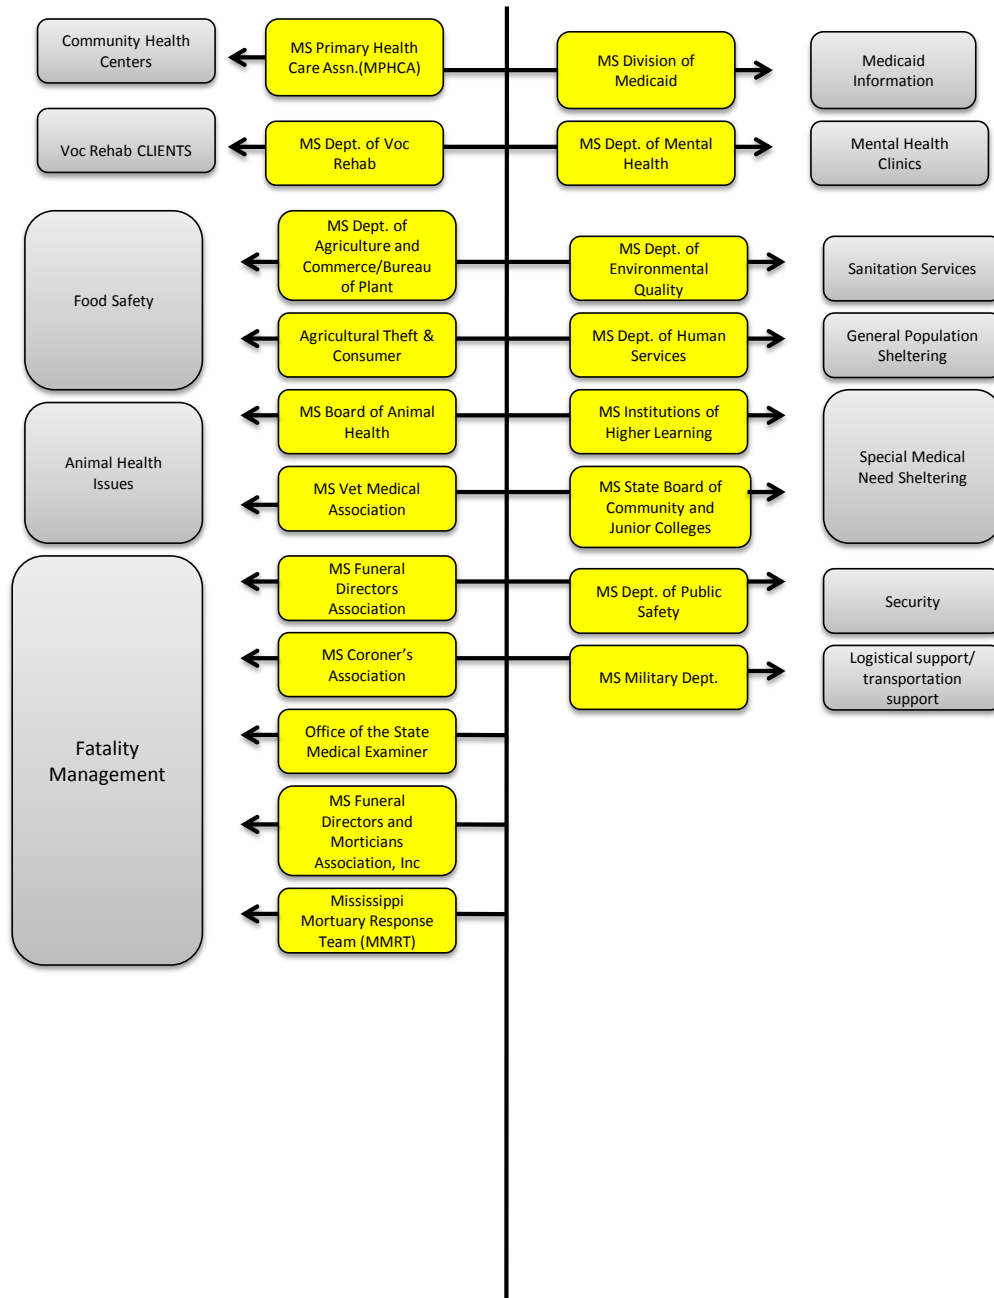 Community Health
Centers
MS Primary Health
Care Assn.(MPHCA)
MS Division of
Medicaid
Medicaid
Information
Voc Rehab CLIENTS
MS Dept. of Voc
Rehab
MS Dept. of Mental
Health
Mental Health
Clinics
Food Safety
MS Dept. of
Agriculture and
Commerce/Bureau
of Plant
MS Dept. of
Environmental
Quality
Sanitation Services
Agricultural Theft &
Consumer
MS Dept. of Human
Services
General Population
Sheltering
Animal Health
Issues
MS Board of Animal
Health
MS Institutions of
Higher Learning
Special Medical
Need Sheltering
MS Vet Medical
Association
MS State Board of
Community and
Junior Colleges
Fatality
Management
MS Funeral
Directors
Association
MS Dept. of Public
Safety
Security
MS Coroner's
Association
MS Military Dept.
Logistical support/
transportation
support
Office of the State
Medical Examiner
MS Funeral
Directors and
Morticians
Association, Inc
Mississippi
Mortuary Response
Team (MMRT)